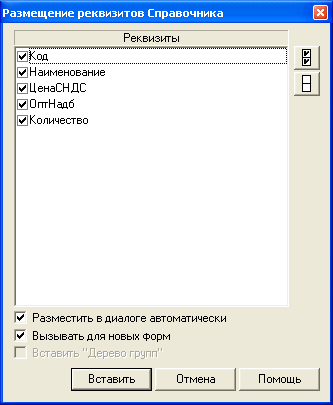 Размещение реквизитов Справочника
Реквизиты
Код
Наименование
ЦенаСНДС
ОптНадб
Количество
Разместить в диалоге автоматически
Вызывать для новых форм
Вставить "Дерево групп"
Вставить
Отмена
Помощь